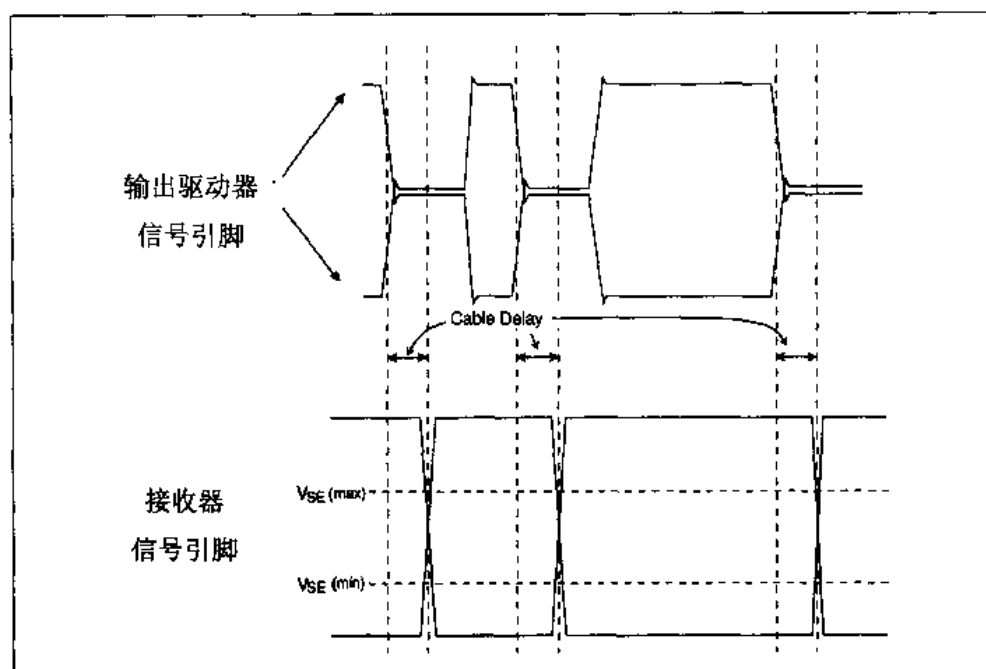 输出驱动器
信号引脚
Cable Delay
接收器
信号引脚
VSE (max)
VSE (min)